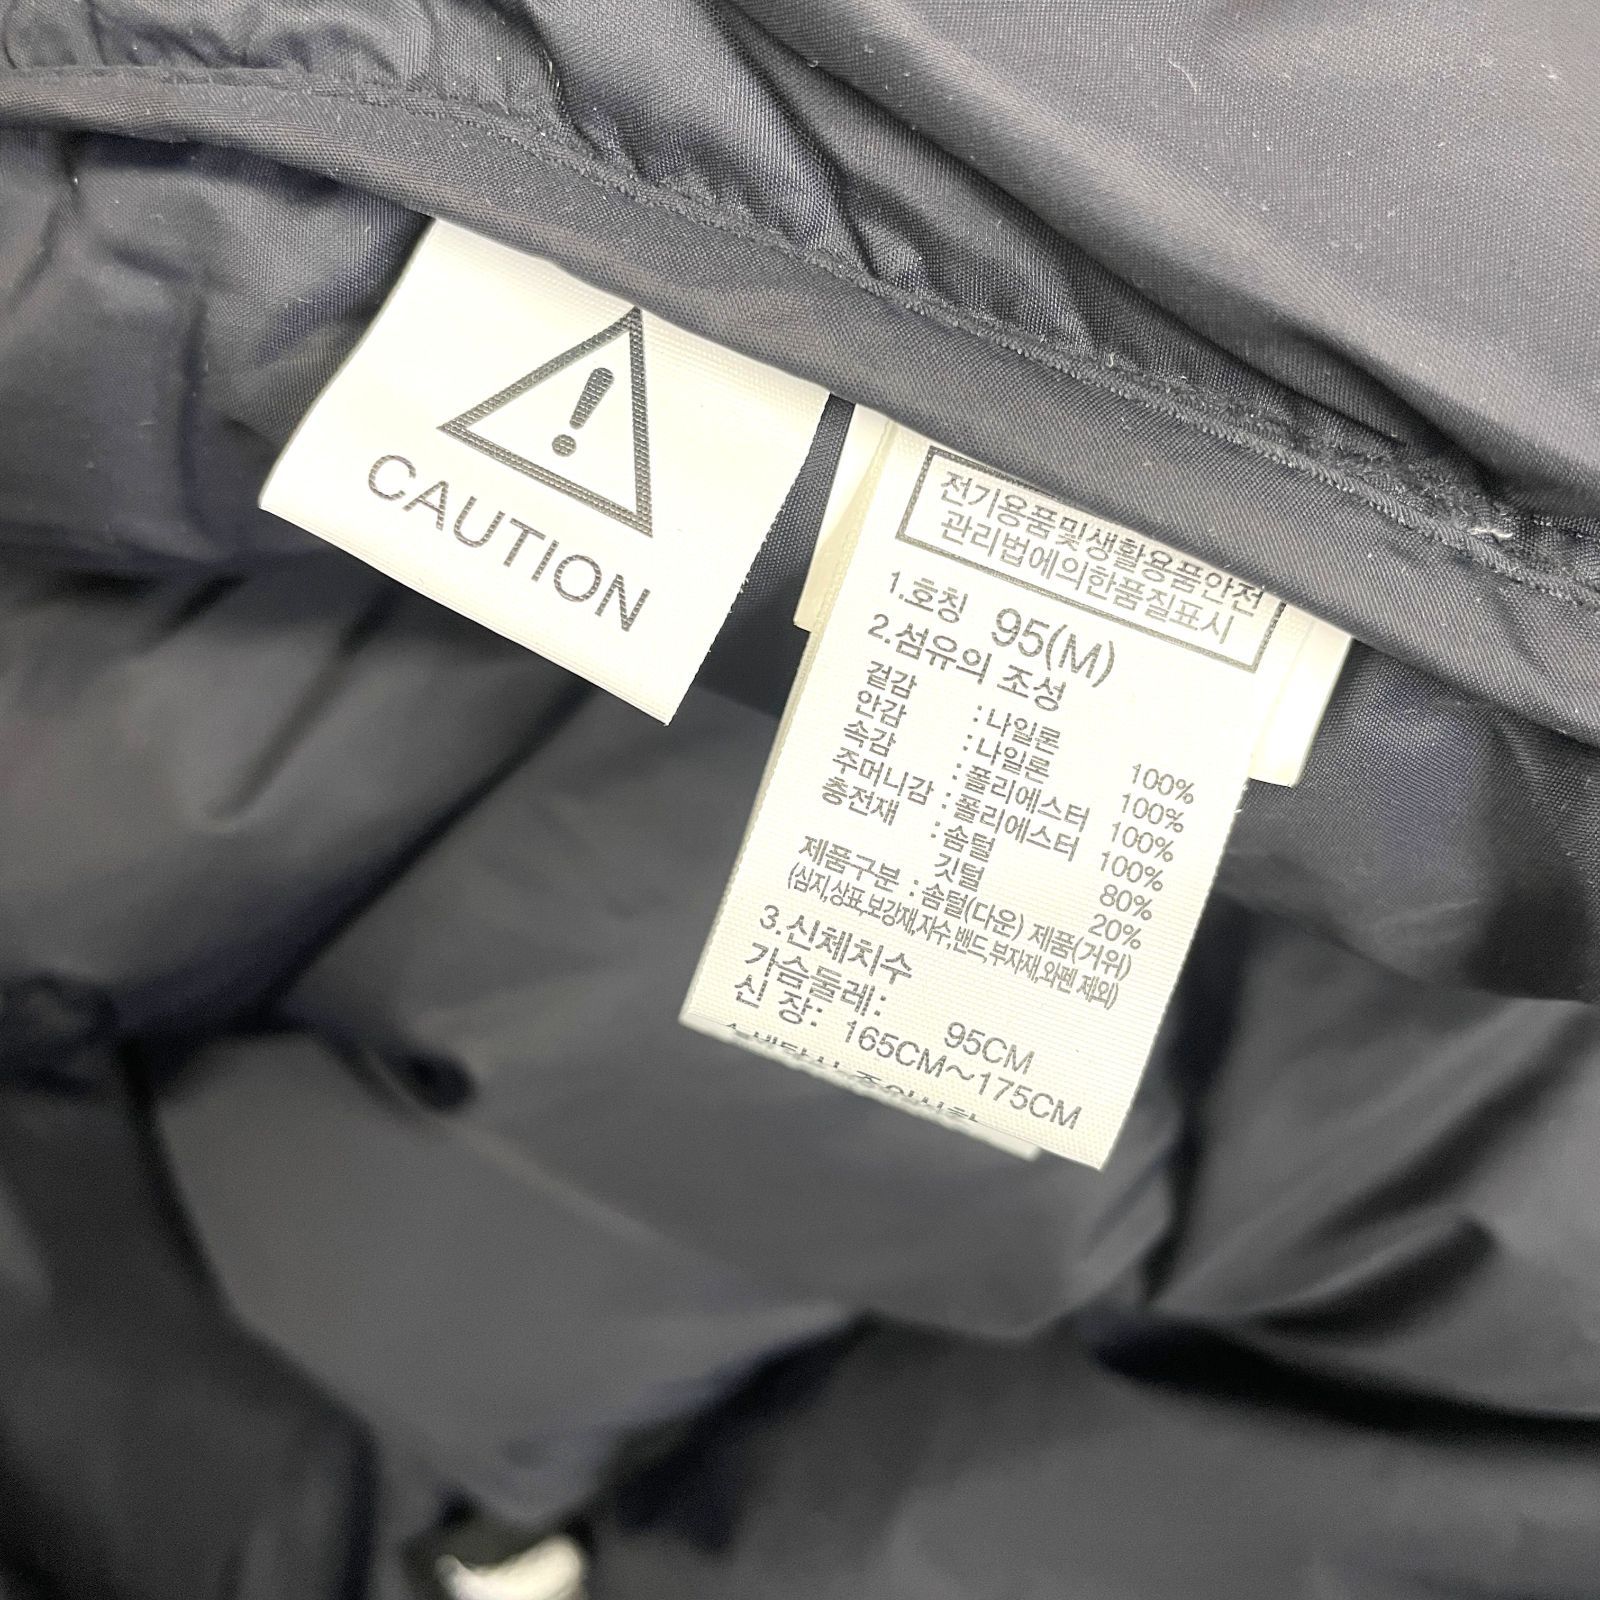 CAUTION
전기용품및생활용품안전
관리법에의한품질표시
1.호칭 95(M)
2.섬유의 조성
겉감 : 나일론 100%
안감 : 나일론 100%
속감 : 폴리에스터 100%
주머니감 : 폴리에스터 100%
충전재 : 솜털 80%
깃털 20%
제품구분 : 솜털(다운) 제품(거위)
(심지,상표,보강재,자수,밴드,부자재,와펜 제외)
3.신체치수
가슴둘레: 95CM
신 장: 165CM~175CM